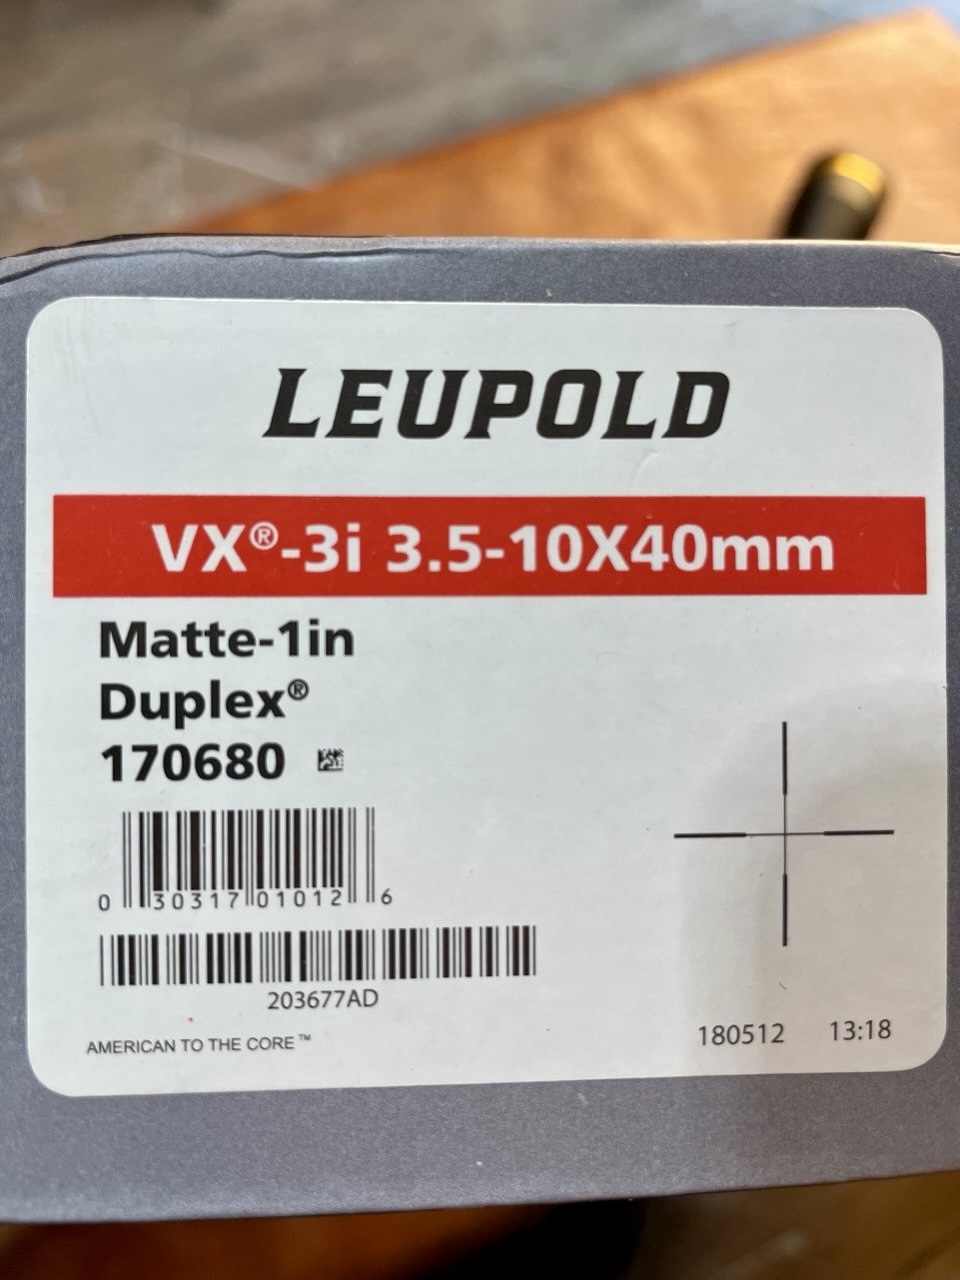 LEUPOLD
VX®-3i 3.5-10X40mm
Matte-1in
Duplex®
170680
0 30317 01012 6
203677AD
AMERICAN TO THE CORE™
180512 13:18